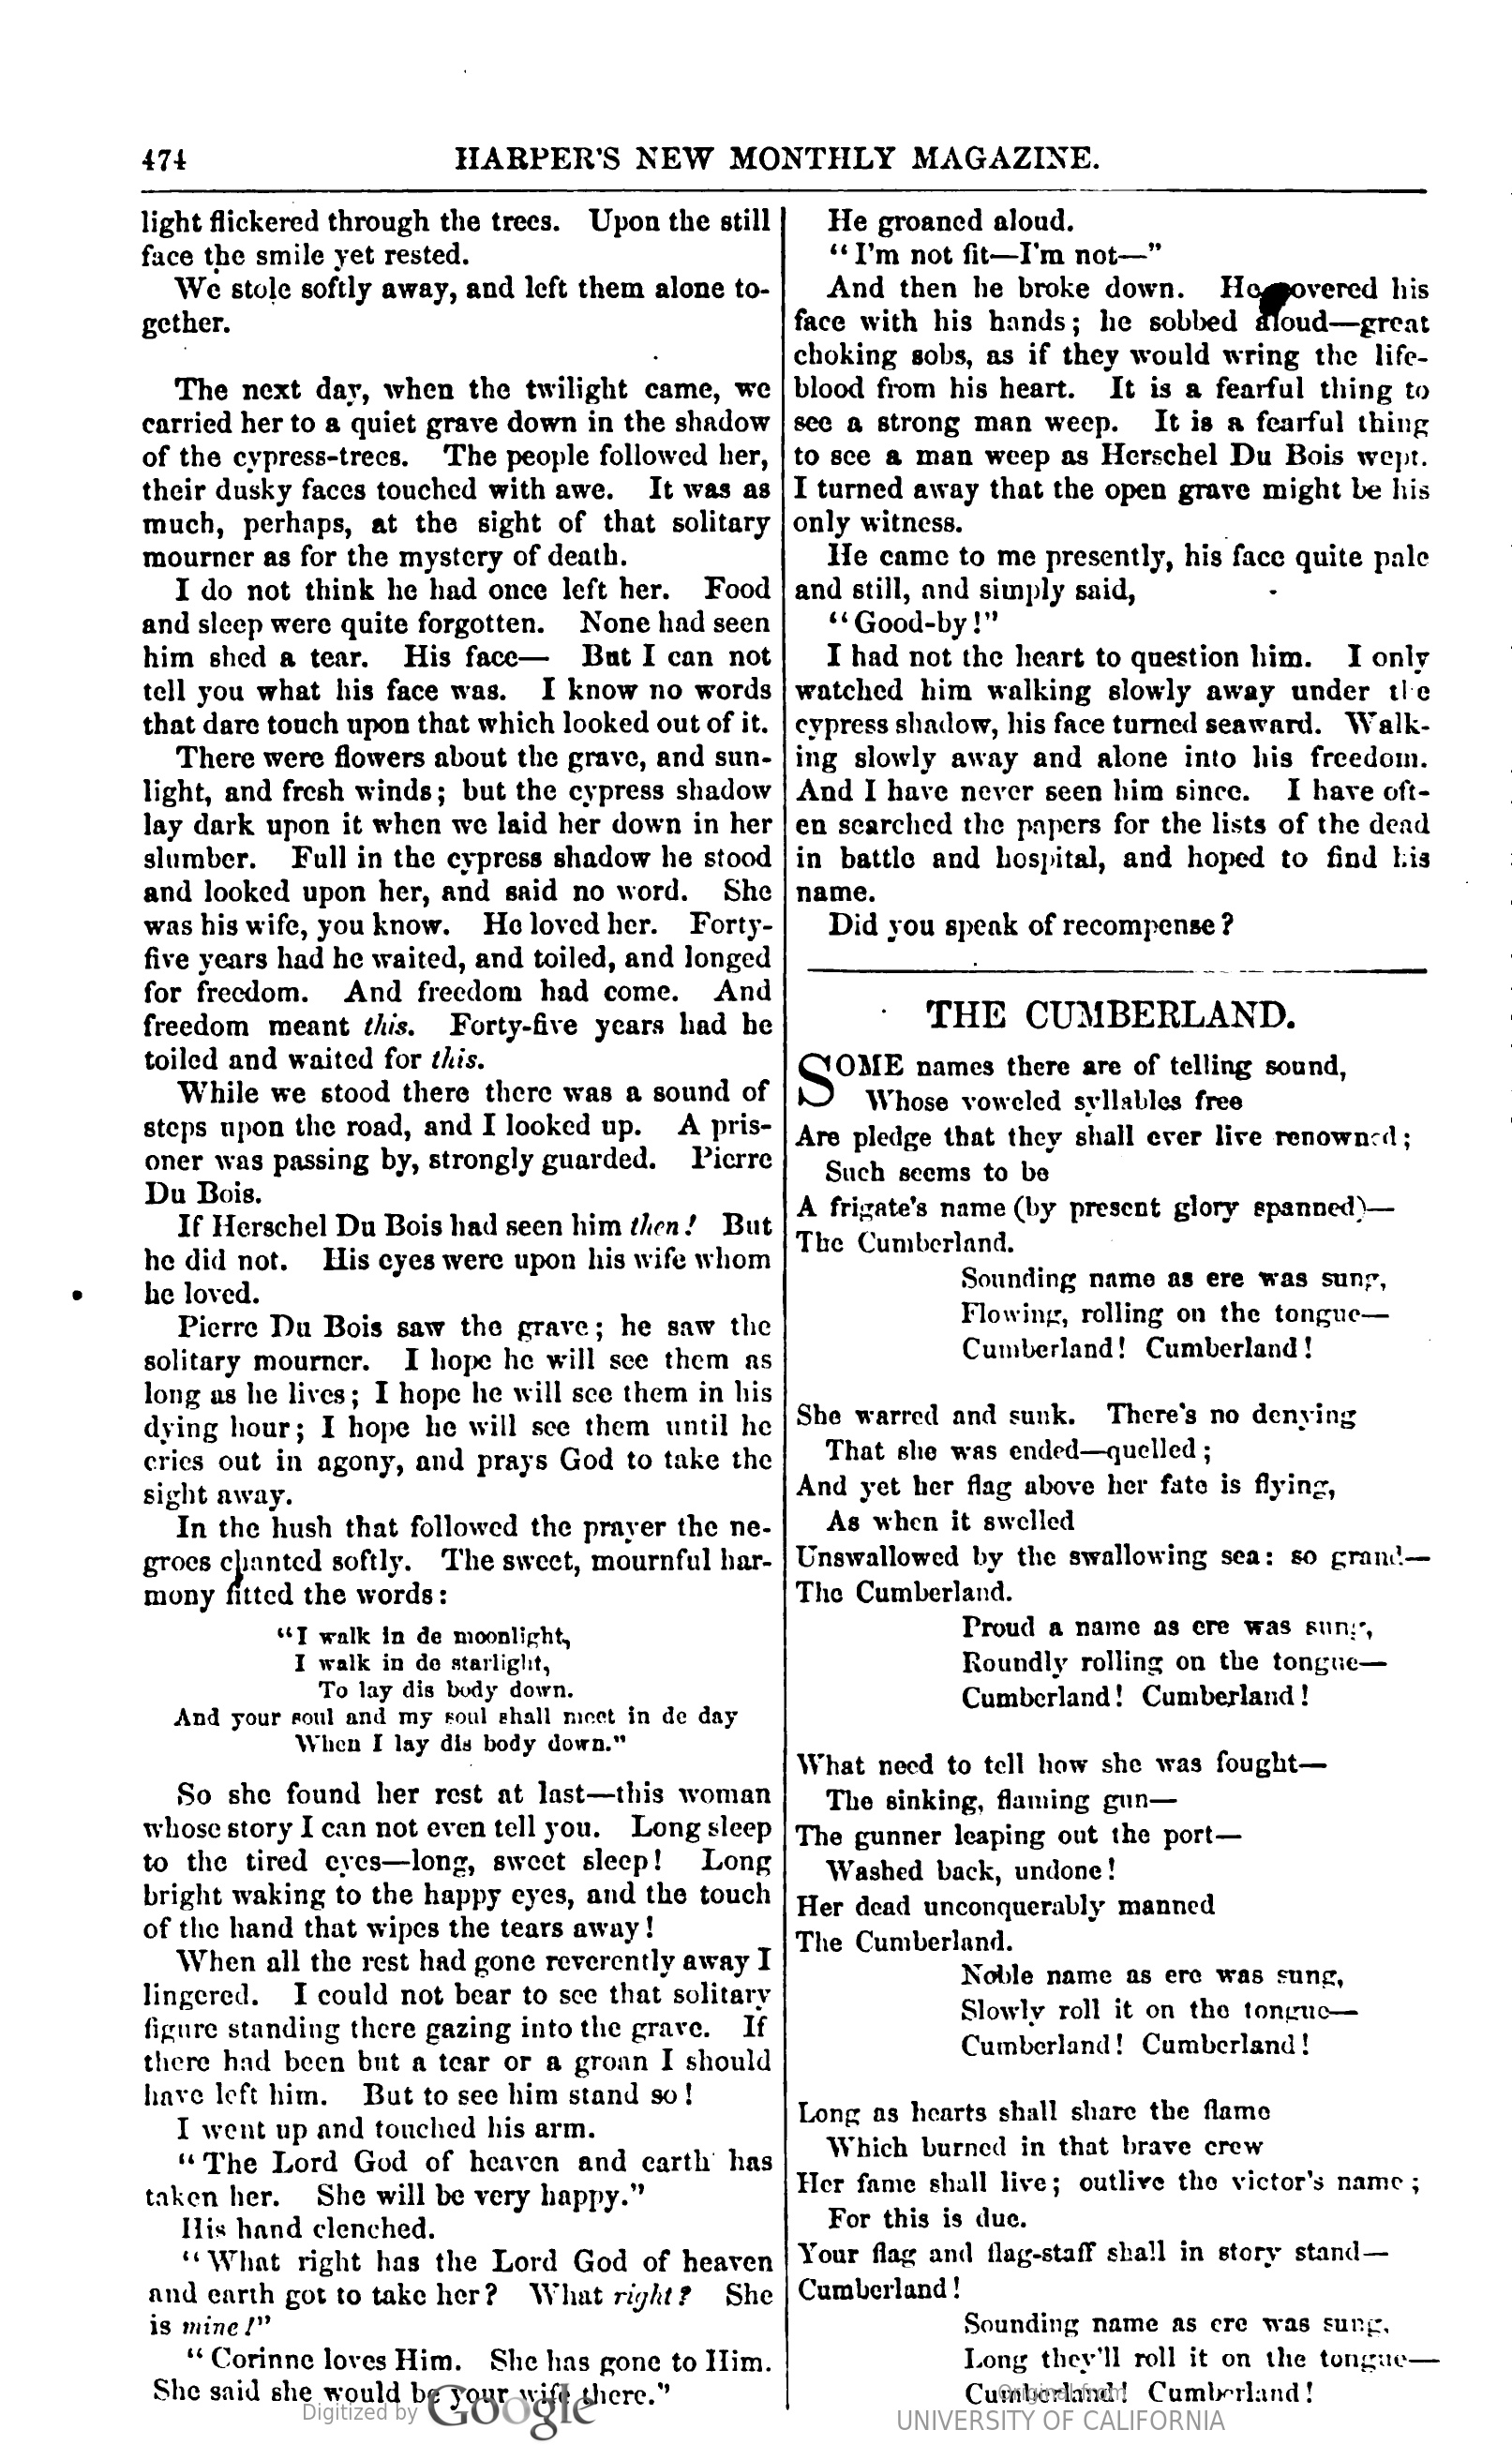 474 HARPER'S NEW MONTHLY MAGAZINE.
light flickered through the trees. Upon the still
face the smile yet rested.
We stole softly away, and left them alone to-
gether.
The next day, when the twilight came, we
carried her to a quiet grave down in the shadow
of the cypress-trees. The people followed her,
their dusky faces touched with awe. It was as
much, perhaps, at the sight of that solitary
mourner as for the mystery of death.
I do not think he had once left her. Food
and sleep were quite forgotten. None had seen
him shed a tear. His face— But I can not
tell you what his face was. I know no words
that dare touch upon that which looked out of it.
There were flowers about the grave, and sun-
light, and fresh winds; but the cypress shadow
lay dark upon it when we laid her down in her
slumber. Full in the cypress shadow he stood
and looked upon her, and said no word. She
was his wife, you know. He loved her. Forty-
five years had he waited, and toiled, and longed
for freedom. And freedom had come. And
freedom meant this. Forty-five years had he
toiled and waited for this.
While we stood there there was a sound of
steps upon the road, and I looked up. A pris-
oner was passing by, strongly guarded. Pierre
Du Bois.
If Herschel Du Bois had seen him then! But
he did not. His eyes were upon his wife whom
he loved.
Pierre Du Bois saw the grave; he saw the
solitary mourner. I hope he will see them as
long as he lives; I hope he will see them in his
dying hour; I hope he will see them until he
cries out in agony, and prays God to take the
sight away.
In the hush that followed the prayer the ne-
groes chanted softly. The sweet, mournful har-
mony fitted the words:
"I walk in de moonlight,
I walk in de starlight,
To lay dis body down.
And your soul and my soul shall meet in de day
When I lay dis body down."
So she found her rest at last—this woman
whose story I can not even tell you. Long sleep
to the tired eyes—long, sweet sleep! Long
bright waking to the happy eyes, and the touch
of the hand that wipes the tears away!
When all the rest had gone reverently away I
lingered. I could not bear to see that solitary
figure standing there gazing into the grave. If
there had been but a tear or a groan I should
have left him. But to see him stand so!
I went up and touched his arm.
"The Lord God of heaven and earth has
taken her. She will be very happy."
His hand clenched.
"What right has the Lord God of heaven
and earth got to take her? What right? She
is mine!"
"Corinne loves Him. She has gone to Him.
She said she would be your wife there."
He groaned aloud.
"I'm not fit—I'm not—"
And then he broke down. He covered his
face with his hands; he sobbed aloud—great
choking sobs, as if they would wring the life-
blood from his heart. It is a fearful thing to
see a strong man weep. It is a fearful thing
to see a man weep as Herschel Du Bois wept.
I turned away that the open grave might be his
only witness.
He came to me presently, his face quite pale
and still, and simply said,
"Good-by!"
I had not the heart to question him. I only
watched him walking slowly away under the
cypress shadow, his face turned seaward. Walk-
ing slowly away and alone into his freedom.
And I have never seen him since. I have oft-
en searched the papers for the lists of the dead
in battle and hospital, and hoped to find his
name.
Did you speak of recompense?
THE CUMBERLAND.
SOME names there are of telling sound,
Whose voweled syllables free
Are pledge that they shall ever live renowned;
Such seems to be
A frigate's name (by present glory spanned)—
The Cumberland.
Sounding name as ere was sung,
Flowing, rolling on the tongue—
Cumberland! Cumberland!
She warred and sunk. There's no denying
That she was ended—quelled;
And yet her flag above her fate is flying,
As when it swelled
Unswallowed by the swallowing sea: so grand—
The Cumberland.
Proud a name as ere was sung,
Roundly rolling on the tongue—
Cumberland! Cumberland!
What need to tell how she was fought—
The sinking, flaming gun—
The gunner leaping out the port—
Washed back, undone!
Her dead unconquerably manned
The Cumberland.
Noble name as ere was sung,
Slowly roll it on the tongue—
Cumberland! Cumberland!
Long as hearts shall share the flame
Which burned in that brave crew
Her fame shall live; outlive the victor's name;
For this is due.
Your flag and flag-staff shall in story stand—
Cumberland!
Sounding name as ere was sung,
Long they'll roll it on the tongue—
Cumberland! Cumberland!
Digitized by Google
Original from
UNIVERSITY OF CALIFORNIA